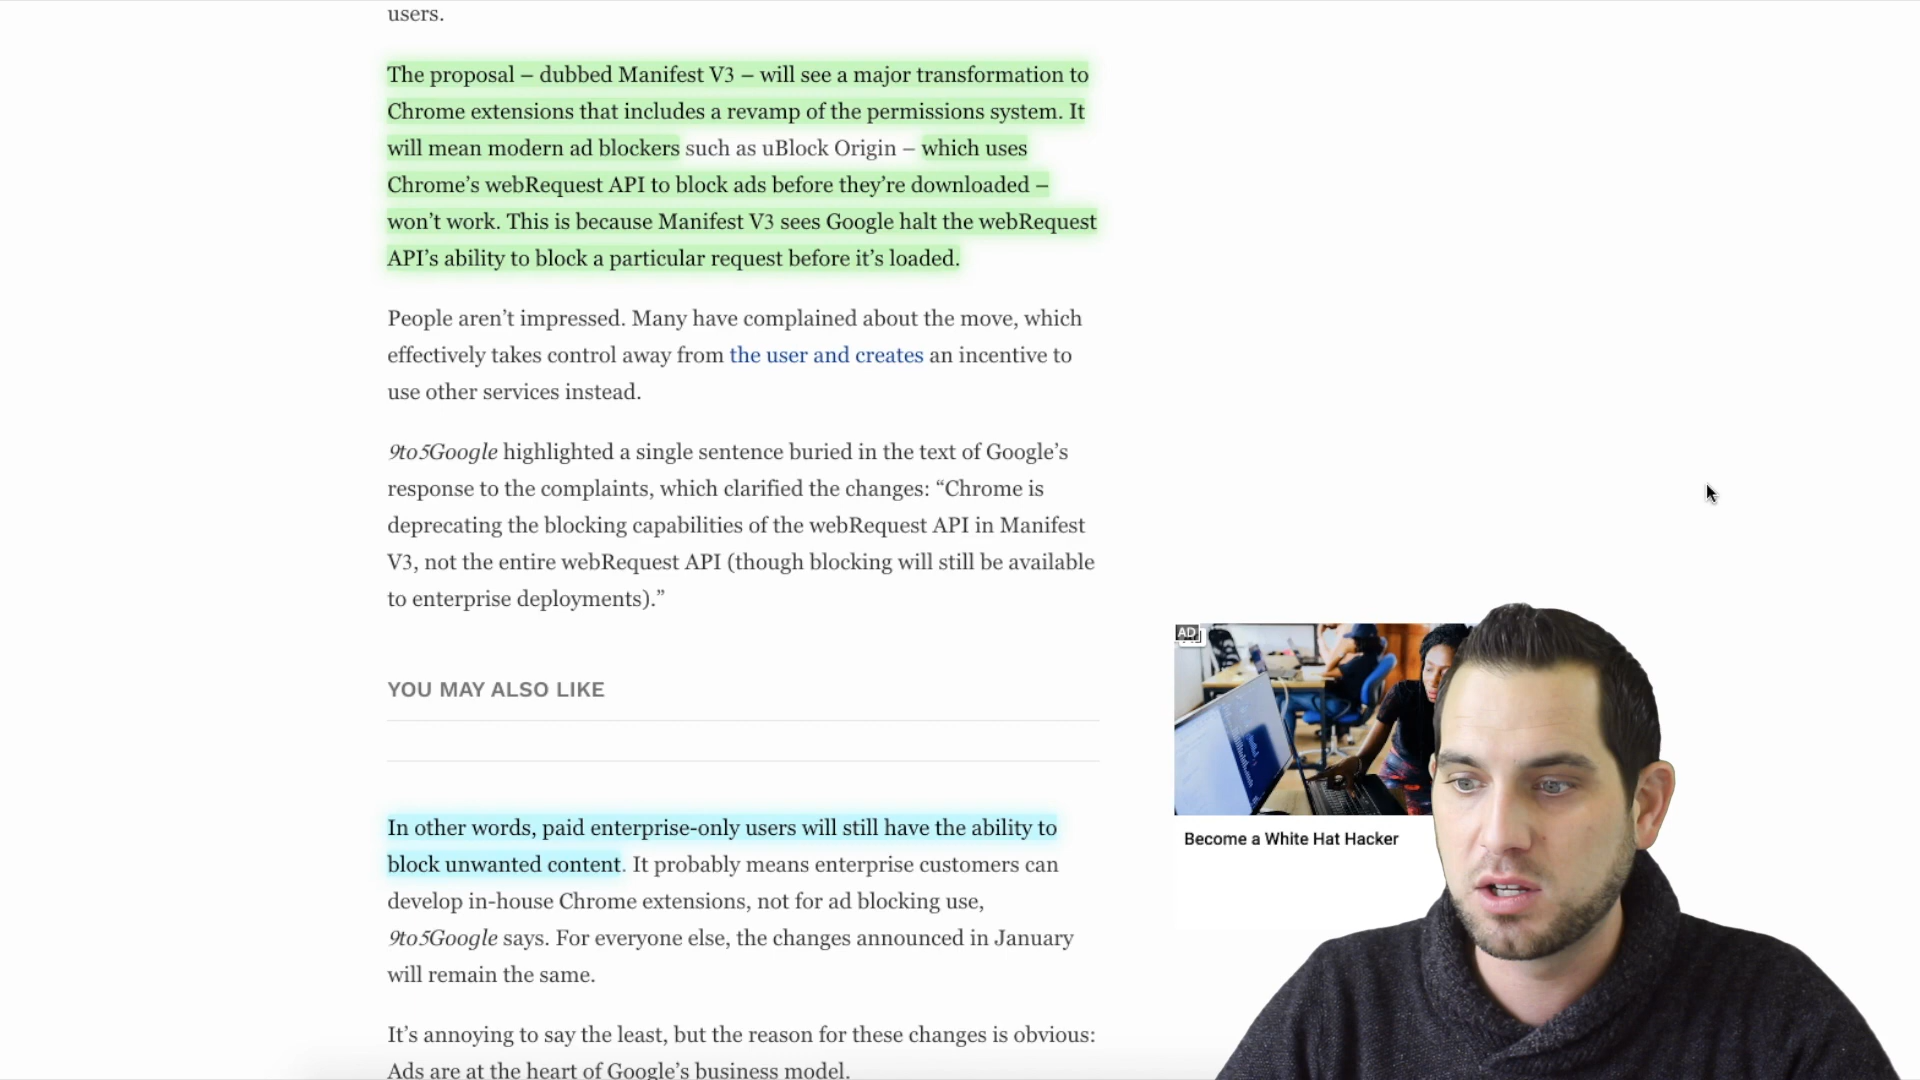 users.
The proposal – dubbed Manifest V3 – will see a major transformation to
Chrome extensions that includes a revamp of the permissions system. It
will mean modern ad blockers such as uBlock Origin – which uses
Chrome’s webRequest API to block ads before they’re downloaded –
won’t work. This is because Manifest V3 sees Google halt the webRequest
API’s ability to block a particular request before it’s loaded.
People aren’t impressed. Many have complained about the move, which
effectively takes control away from the user and creates an incentive to
use other services instead.
9to5Google highlighted a single sentence buried in the text of Google’s
response to the complaints, which clarified the changes: “Chrome is
deprecating the blocking capabilities of the webRequest API in Manifest
V3, not the entire webRequest API (though blocking will still be available
to enterprise deployments).”
YOU MAY ALSO LIKE
In other words, paid enterprise-only users will still have the ability to
block unwanted content. It probably means enterprise customers can
develop in-house Chrome extensions, not for ad blocking use,
9to5Google says. For everyone else, the changes announced in January
will remain the same.
It’s annoying to say the least, but the reason for these changes is obvious:
Ads are at the heart of Google’s business model.
AD
Become a White Hat Hacker